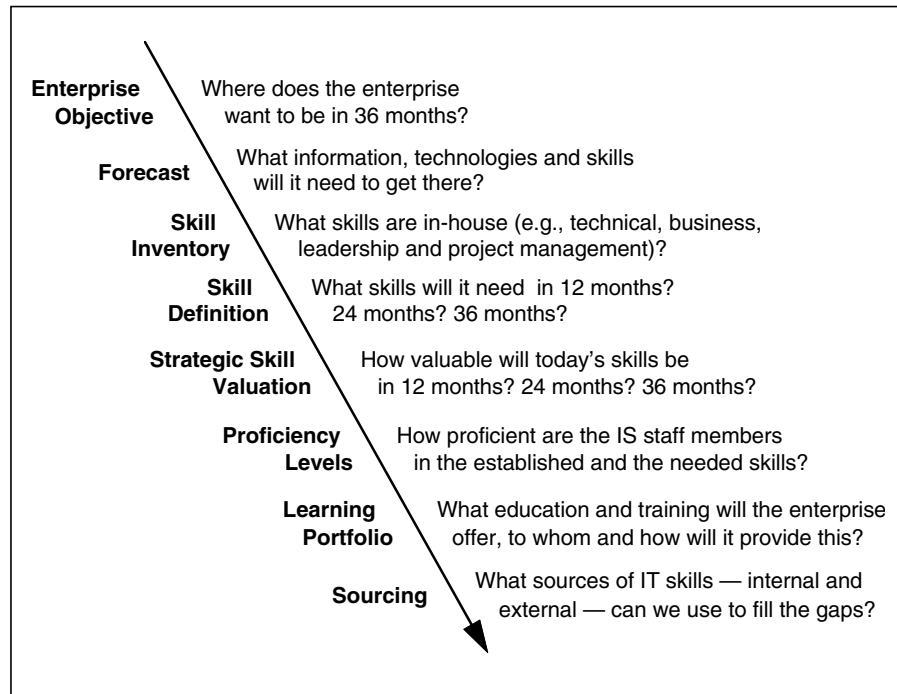 Enterprise
Objective
Where does the enterprise
want to be in 36 months?
Forecast
What information, technologies and skills
will it need to get there?
Skill
Inventory
What skills are in-house (e.g., technical, business,
leadership and project management)?
Skill
Definition
What skills will it need in 12 months?
24 months? 36 months?
Strategic Skill
Valuation
How valuable will today's skills be
in 12 months? 24 months? 36 months?
Proficiency
Levels
How proficient are the IS staff members
in the established and the needed skills?
Learning
Portfolio
What education and training will the enterprise
offer, to whom and how will it provide this?
Sourcing
What sources of IT skills — internal and
external — can we use to fill the gaps?